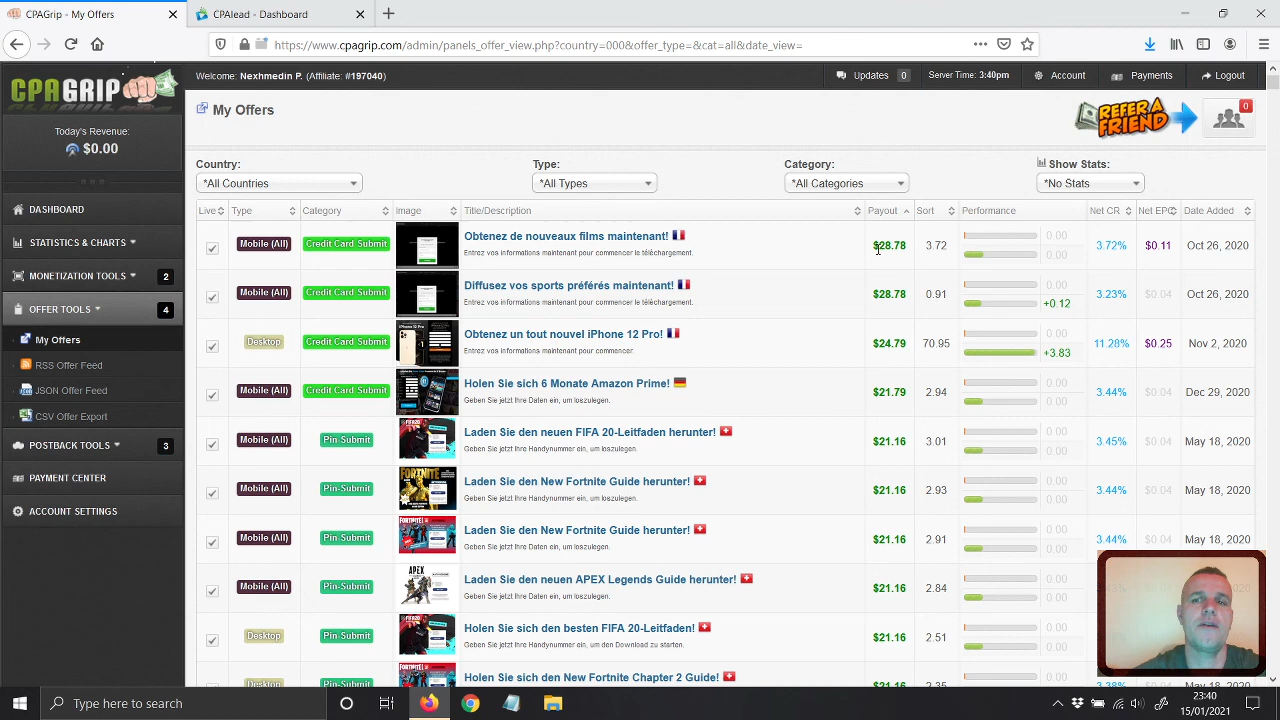 CPAGrip - My Offers
CPAGrip - Dashboard
https://www.cpagrip.com/admin/panels_offer_view.php?country=000&offer_type=&cat=all&date_view=
CPAGRIP
Welcome: Nexhmedin P. (Affiliate: #197040)
Updates 0
Server Time: 3:40pm
Account
Payments
Logout
Today's Revenue:
$0.00
DASHBOARD
STATISTICS & CHARTS
MONETIZATION TOOLS 2
OFFER TOOLS 4
My Offers
RSS Offer Feed
JSON Offer Feed
CSV Offer Export
POSTBACK TOOLS 3
PAYMENT CENTER
ACCOUNT SETTINGS
My Offers
REFER A FRIEND
0
Country: Type: Category: Show Stats:
*All Countries *All Types *All Categories *No Stats
Live Type Category Image Title/Description Payout Sort Performance Net CR Net EPC Date Added
Mobile (All) Credit Card Submit Obtenez de nouveaux films maintenant! $28.78 3.72 0.00 3.72% $0.11 Oct 26, 2020
Entrez vos informations maintenant pour commencer le téléchargement.
Mobile (All) Credit Card Submit Diffusez vos sports préférés maintenant! $28.78 0.91 0.00 +0.12 3.23% $0.04 Oct 26, 2020
Entrez vos informations maintenant pour commencer le téléchargement.
Desktop Credit Card Submit Obtenez un tout nouvel iPhone 12 Pro! $24.79 70.95 0.00 +3.83 11.28% $0.25 Nov 2, 2020
Entrez vos informations maintenant pour commencer.
Mobile (All) Credit Card Submit Holen Sie sich 6 Monate Amazon Prime! $21.79 2.94 0.00 0.00 3.44% $0.04 Dec 29, 2020
Geben Sie jetzt Ihre Daten ein, um loszulegen.
Mobile (All) Pin-Submit Laden Sie den neuen FIFA 20-Leitfaden herunter! $21.16 3.01 0.00 0.00 3.45% $0.04 May 18, 2020
Geben Sie jetzt Ihre Handynummer ein, um loszulegen.
Mobile (All) Pin-Submit Laden Sie den New Fortnite Guide herunter! $21.16 2.93 0.00 0.00 3.44% $0.04 May 18, 2020
Geben Sie jetzt Ihre Handynummer ein, um loszulegen.
Mobile (All) Pin-Submit Laden Sie den New Fortnite Guide herunter! $21.16 2.91 0.00 0.00 3.44% $0.04 May 18, 2020
Geben Sie jetzt Ihre Daten ein, um loszulegen.
Mobile (All) Pin-Submit Laden Sie den neuen APEX Legends Guide herunter! $21.16 2.84 0.00 0.00
Geben Sie jetzt Ihre Daten ein, um loszulegen.
Desktop Pin-Submit Holen Sie sich den besten FIFA 20-Leitfaden! $21.16 2.51 0.00 0.00
Geben Sie jetzt Ihre Handynummer ein, um den Download zu starten.
Desktop Pin-Submit Holen Sie sich den New Fortnite Chapter 2 Guide! $21.16 2.35 0.00 3.38% $0.04 May 18, 2020
Type here to search
23:40
15/01/2021